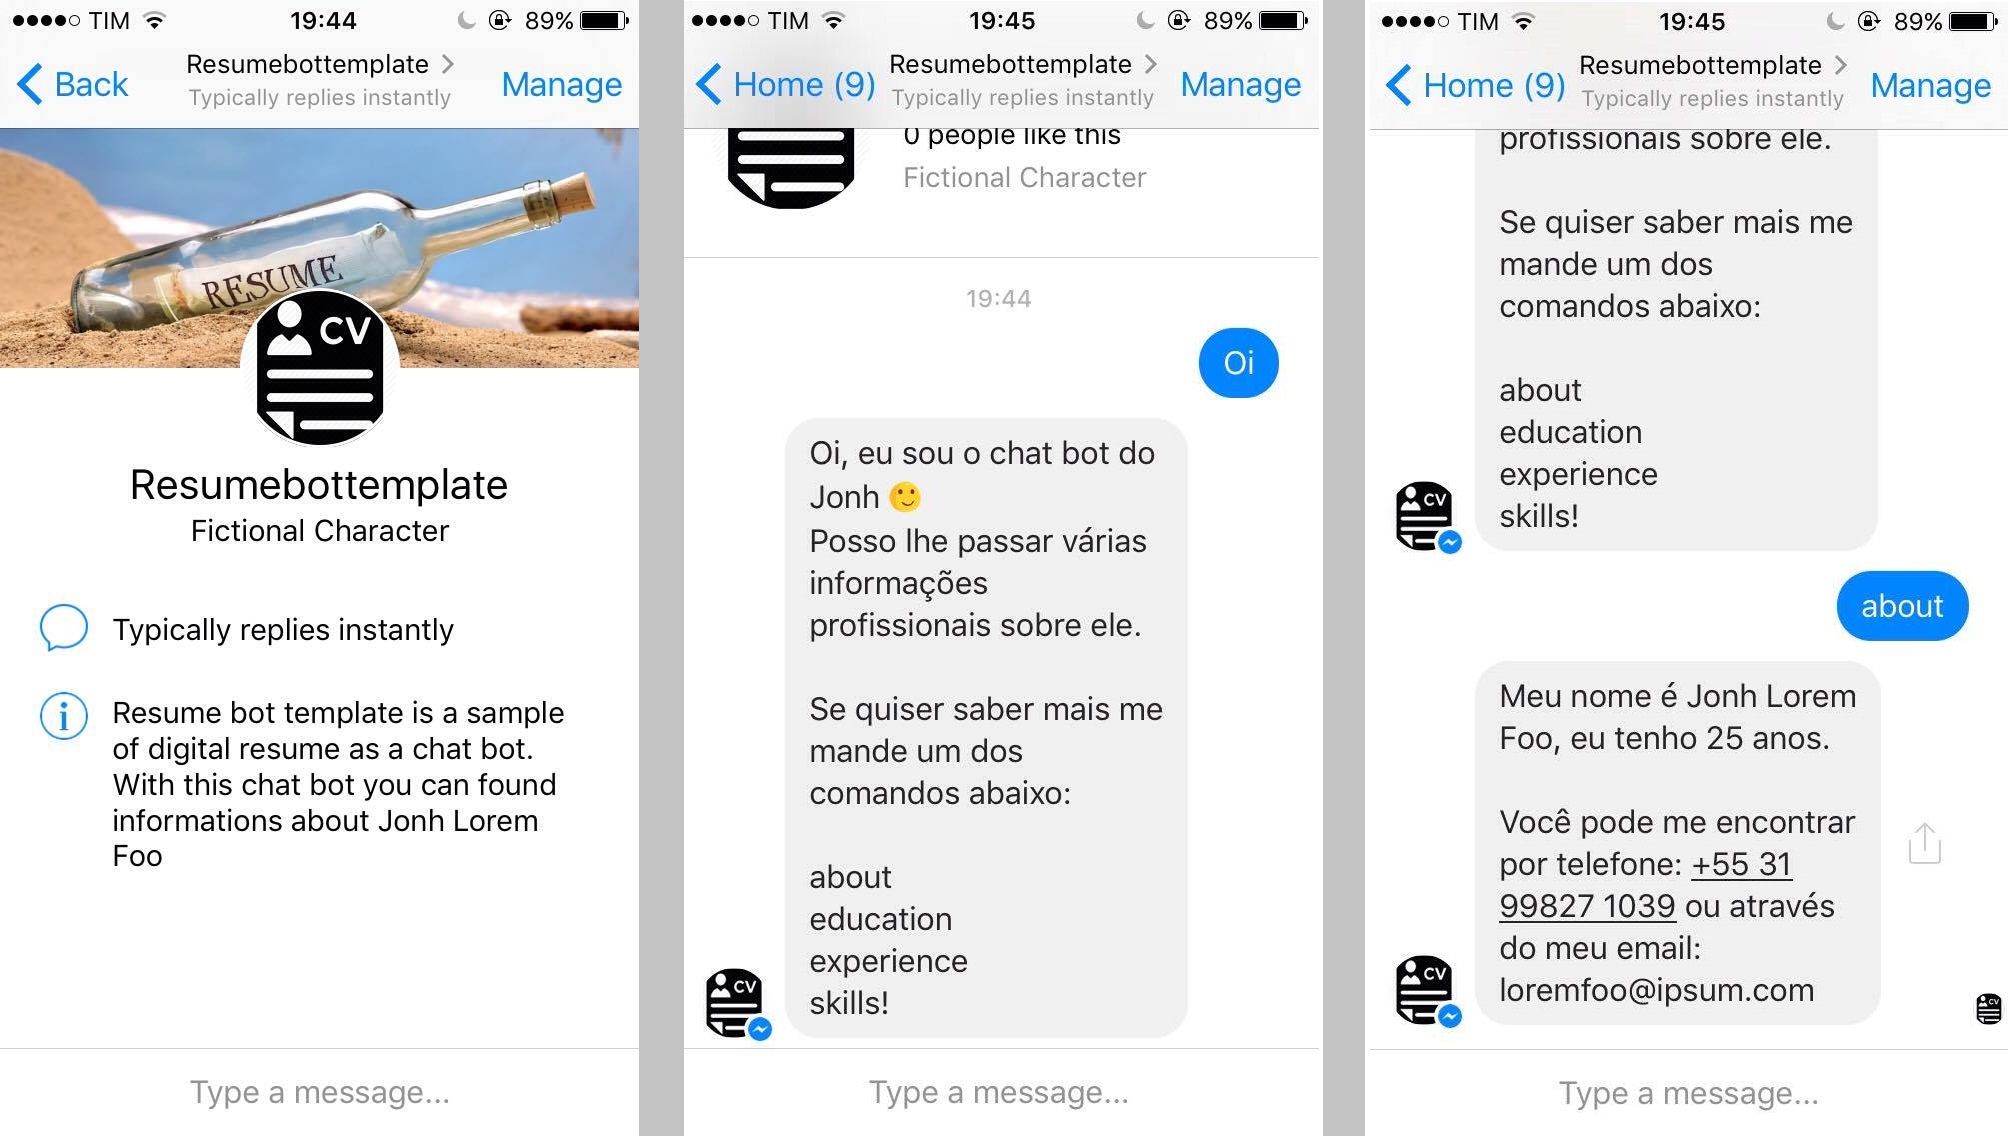 TIM 19:44 89%
Back Resumebottemplate Manage
Typically replies instantly
RESUME
CV
Resumebottemplate
Fictional Character
Typically replies instantly
Resume bot template is a sample
of digital resume as a chat bot.
With this chat bot you can found
informations about Jonh Lorem
Foo
Type a message...
TIM 19:45 89%
Home (9) Resumebottemplate Manage
Typically replies instantly
0 people like this
Fictional Character
19:44
Oi
Oi, eu sou o chat bot do
Jonh 🙂
Posso lhe passar várias
informações
profissionais sobre ele.
Se quiser saber mais me
mande um dos
comandos abaixo:
about
education
experience
skills!
CV
Type a message...
TIM 19:45 89%
Home (9) Resumebottemplate Manage
Typically replies instantly
profissionais sobre ele.
Se quiser saber mais me
mande um dos
comandos abaixo:
about
education
experience
skills!
CV
about
Meu nome é Jonh Lorem
Foo, eu tenho 25 anos.
Você pode me encontrar
por telefone: +55 31
99827 1039 ou através
do meu email:
loremfoo@ipsum.com
CV
CV
Type a message...